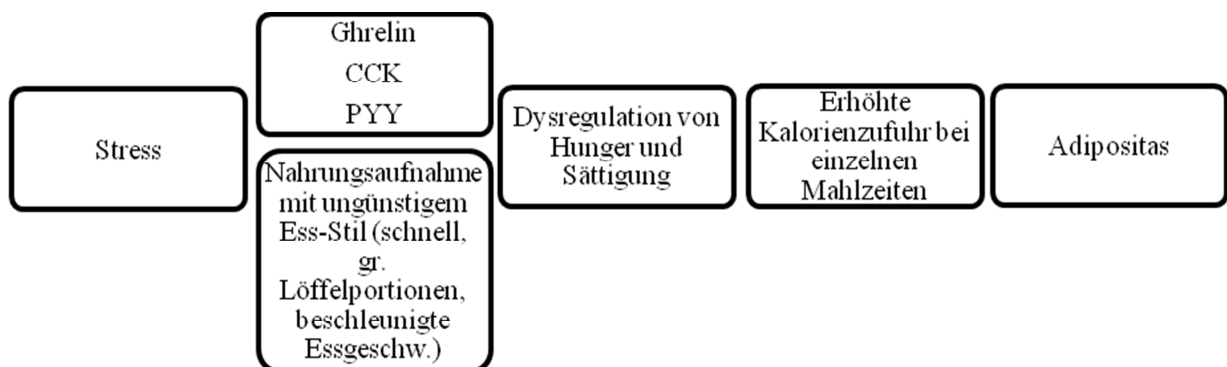 Stress
Ghrelin
CCK
PYY
Nahrungsaufnahme
mit ungünstigem
Ess-Stil (schnell,
gr.
Löffelportionen,
beschleunigte
Essgeschw.)
Dysregulation von
Hunger und
Sättigung
Erhöhte
Kalorienzufuhr bei
einzelnen
Mahlzeiten
Adipositas